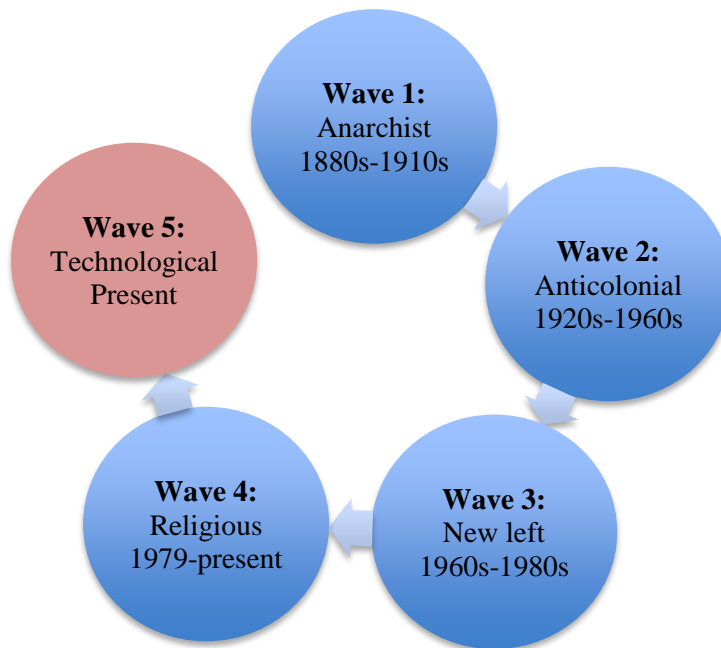 Wave 1:
Anarchist
1880s-1910s
Wave 2:
Anticolonial
1920s-1960s
Wave 3:
New left
1960s-1980s
Wave 4:
Religious
1979-present
Wave 5:
Technological
Present